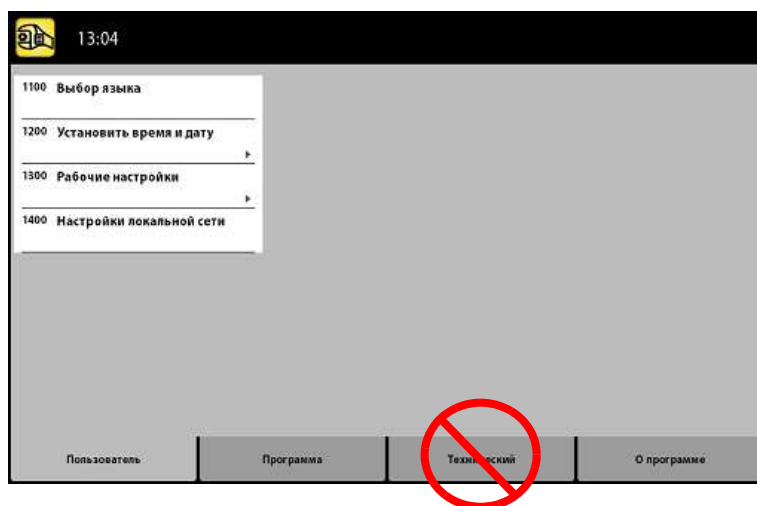 13:04
1100 Выбор языка
1200 Установить время и дату
1300 Рабочие настройки
1400 Настройки локальной сети
Пользователь
Программа
Технический
О программе